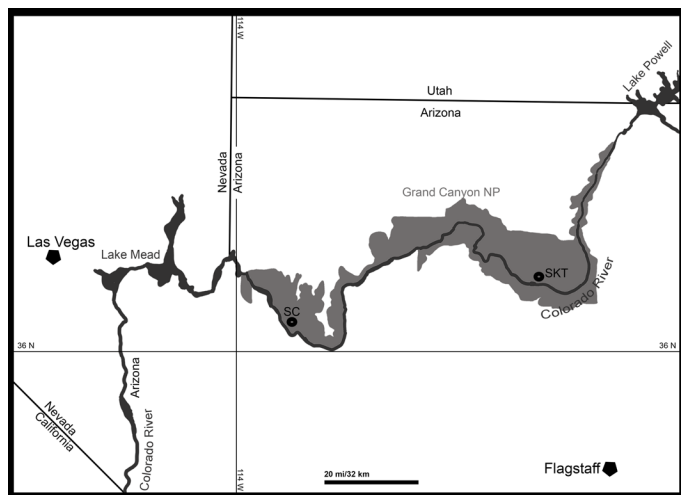 114 W
Lake Powell
Utah
Arizona
Nevada
Arizona
Grand Canyon NP
Las Vegas
Lake Mead
SKT
Colorado River
SC
36 N
36 N
Arizona
Nevada
California
Colorado River
114 W
20 mi/32 km
Flagstaff